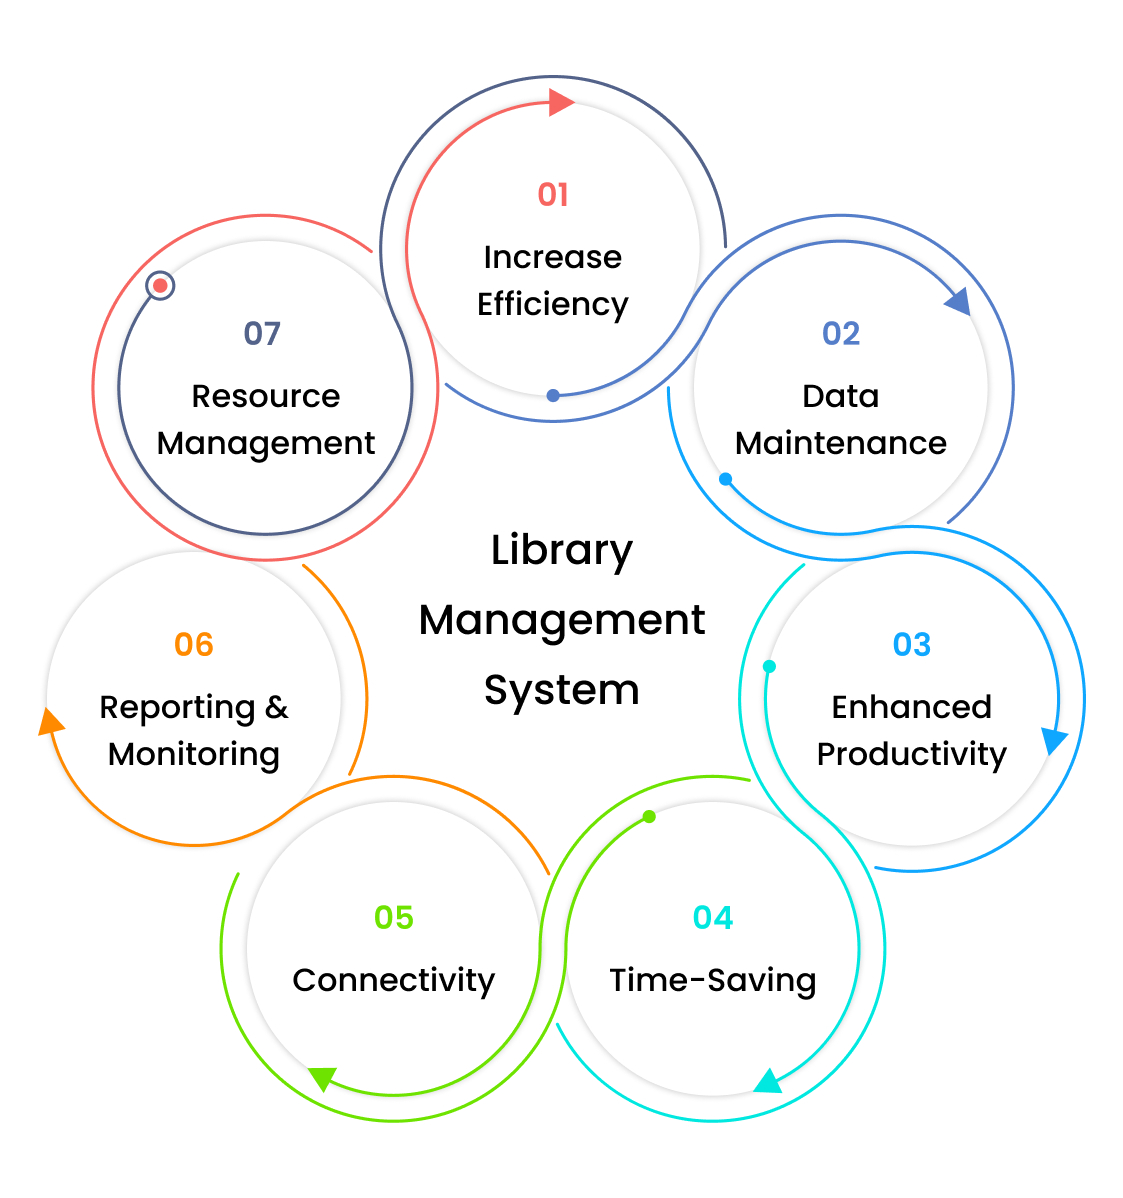 01
Increase
Efficiency
02
Data
Maintenance
03
Enhanced
Productivity
04
Time-Saving
05
Connectivity
06
Reporting &
Monitoring
07
Resource
Management
Library
Management
System